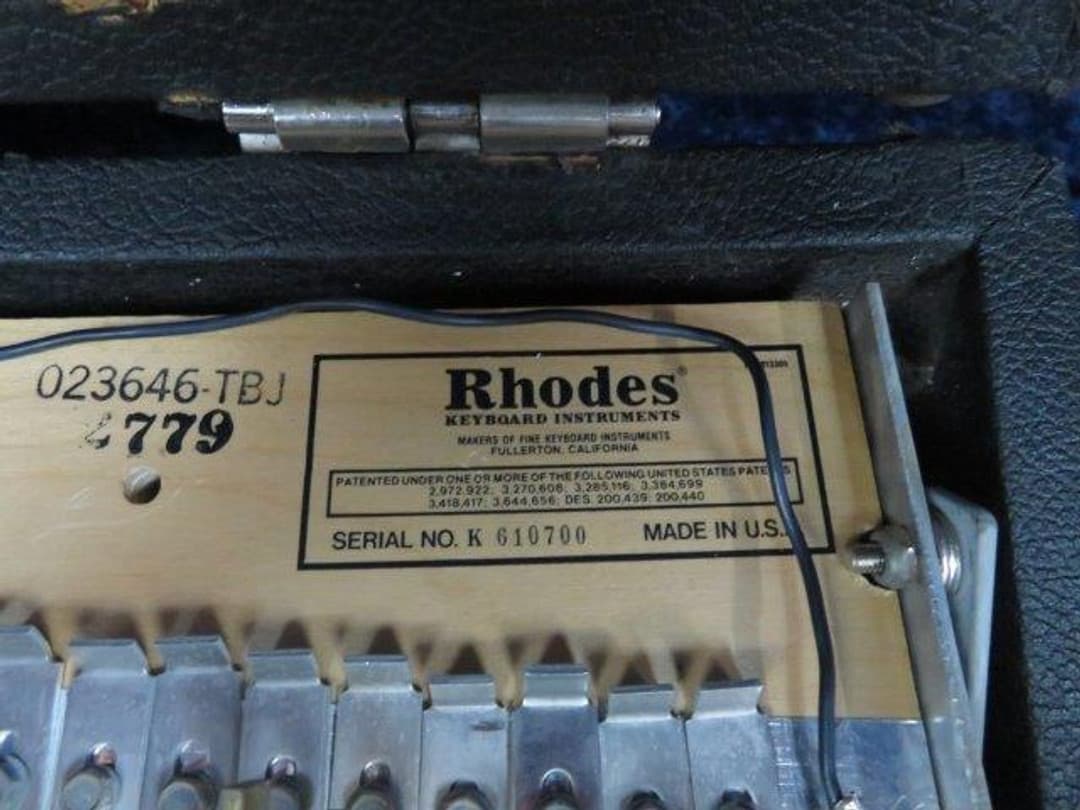 023646-TBJ
779
Rhodes®
KEYBOARD INSTRUMENTS
MAKERS OF FINE KEYBOARD INSTRUMENTS
FULLERTON, CALIFORNIA
PATENTED UNDER ONE OR MORE OF THE FOLLOWING UNITED STATES
2,972,922; 3,270,608; 3,285,116; 3,384,699
3,418,417; 3,644,656; DES. 200,439; 200,440
SERIAL NO. K 610700
MADE IN U.S.